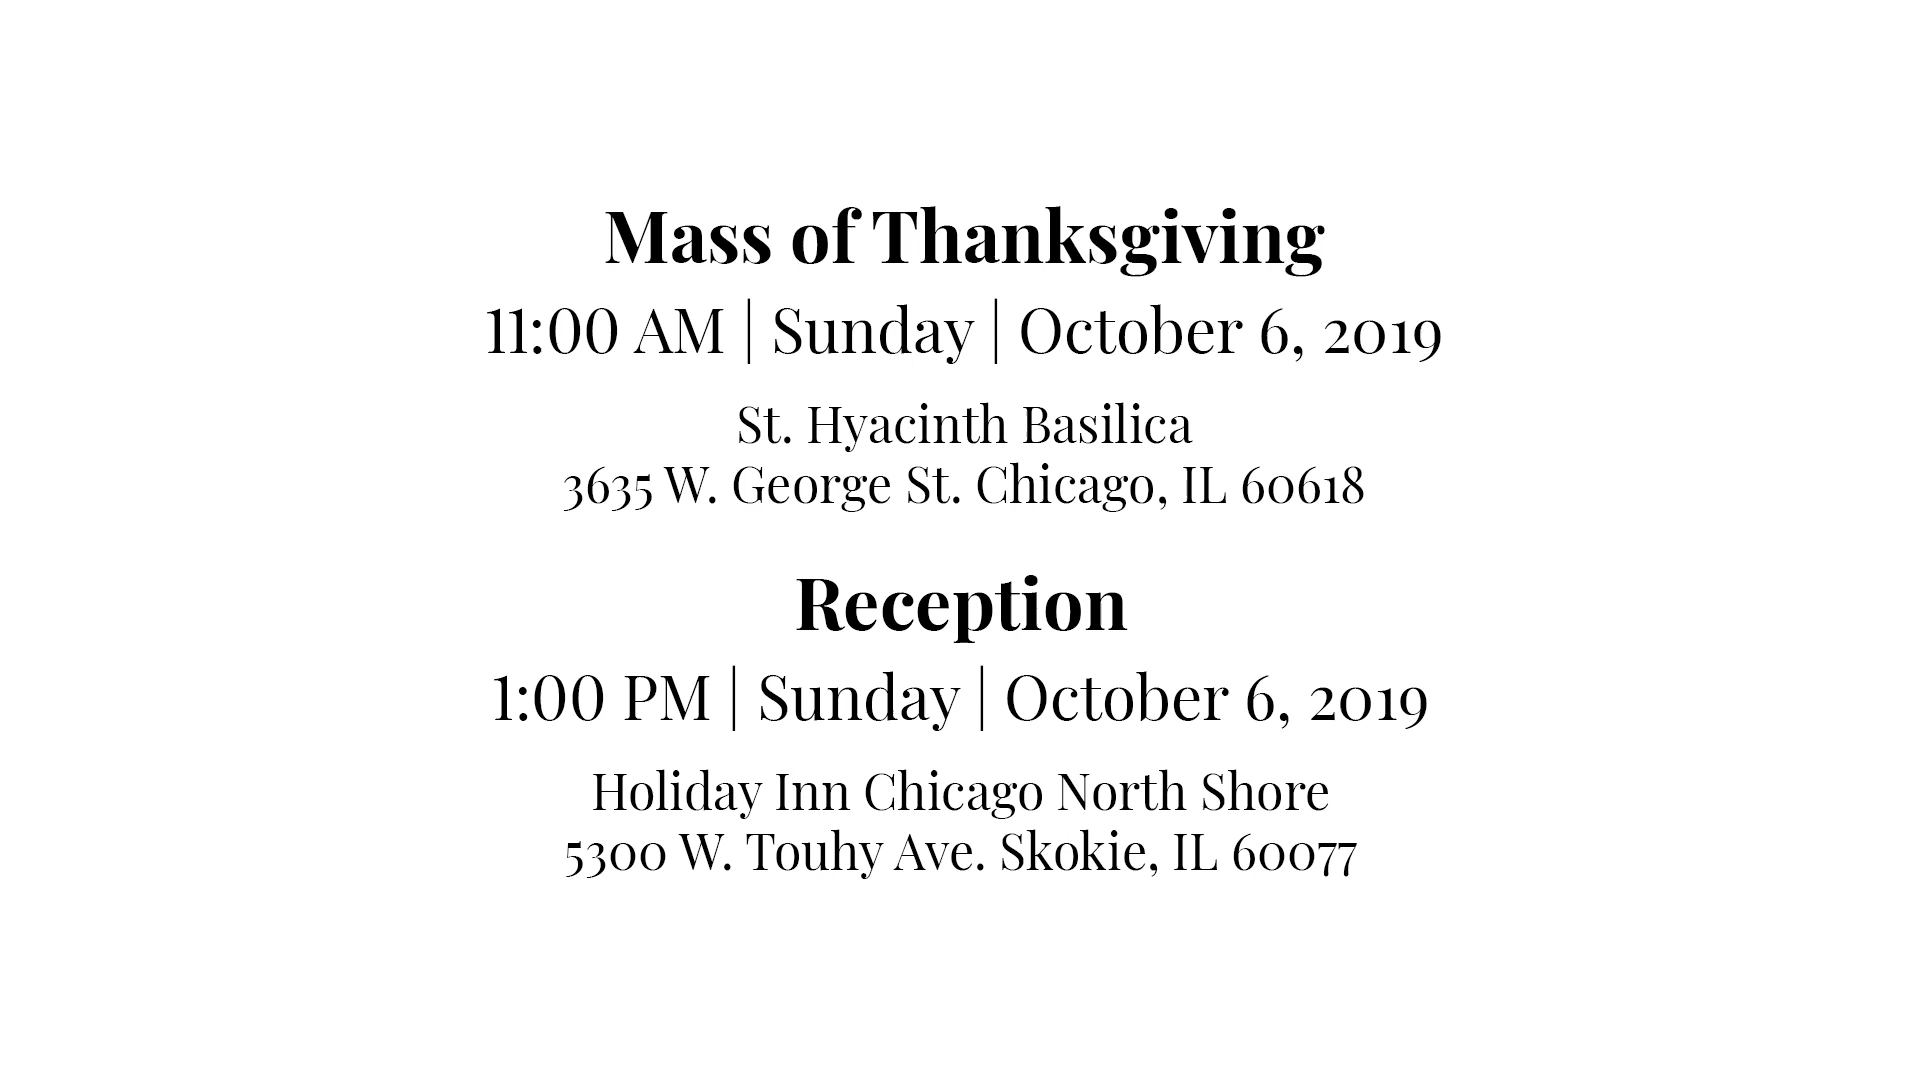 Mass of Thanksgiving
11:00 AM | Sunday | October 6, 2019
St. Hyacinth Basilica
3635 W. George St. Chicago, IL 60618
Reception
1:00 PM | Sunday | October 6, 2019
Holiday Inn Chicago North Shore
5300 W. Touhy Ave. Skokie, IL 60077